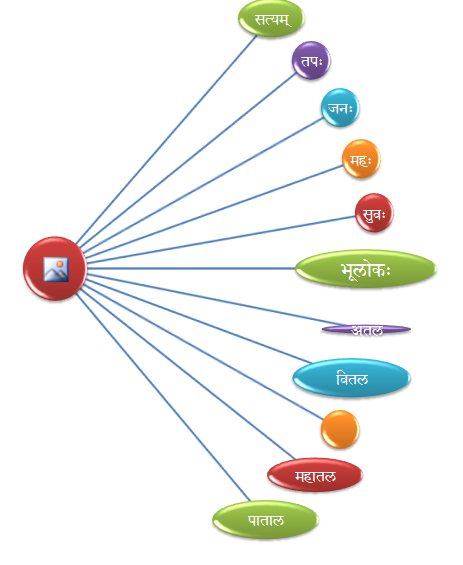 सत्यम्
तपः
जनः
महः
सुवः
भूलोकः
अतल
वितल
महातल
पाताल